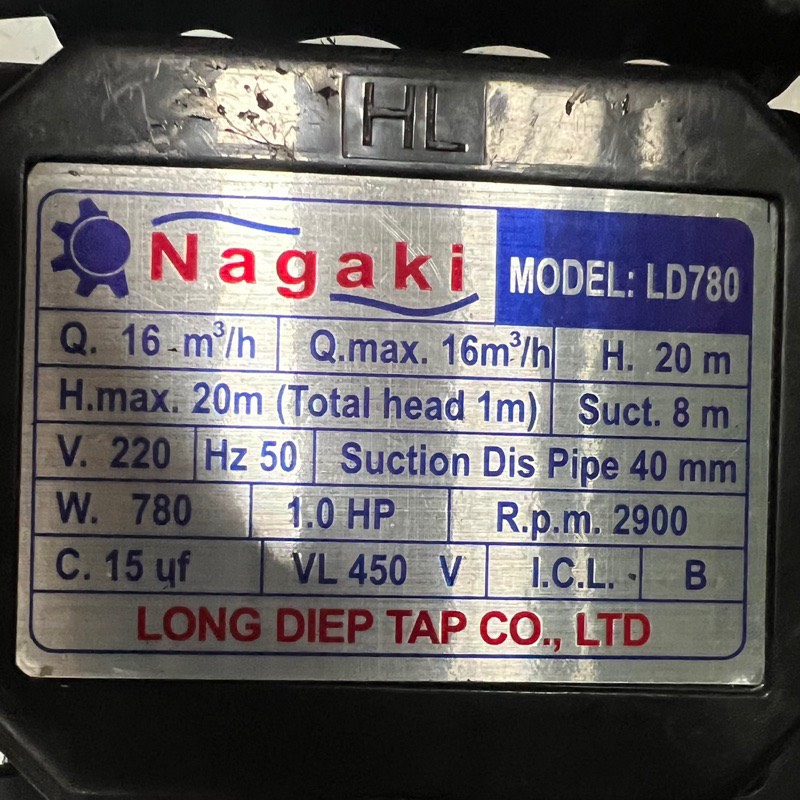 HL
Nagaki
MODEL: LD780
Q. 16 m³/h Q.max. 16m³/h H. 20 m
H.max. 20m (Total head 1m) Suct. 8 m
V. 220 Hz 50 Suction Dis Pipe 40 mm
W. 780 1.0 HP R.p.m. 2900
C. 15 µf VL 450 V I.C.L. B
LONG DIEP TAP CO., LTD